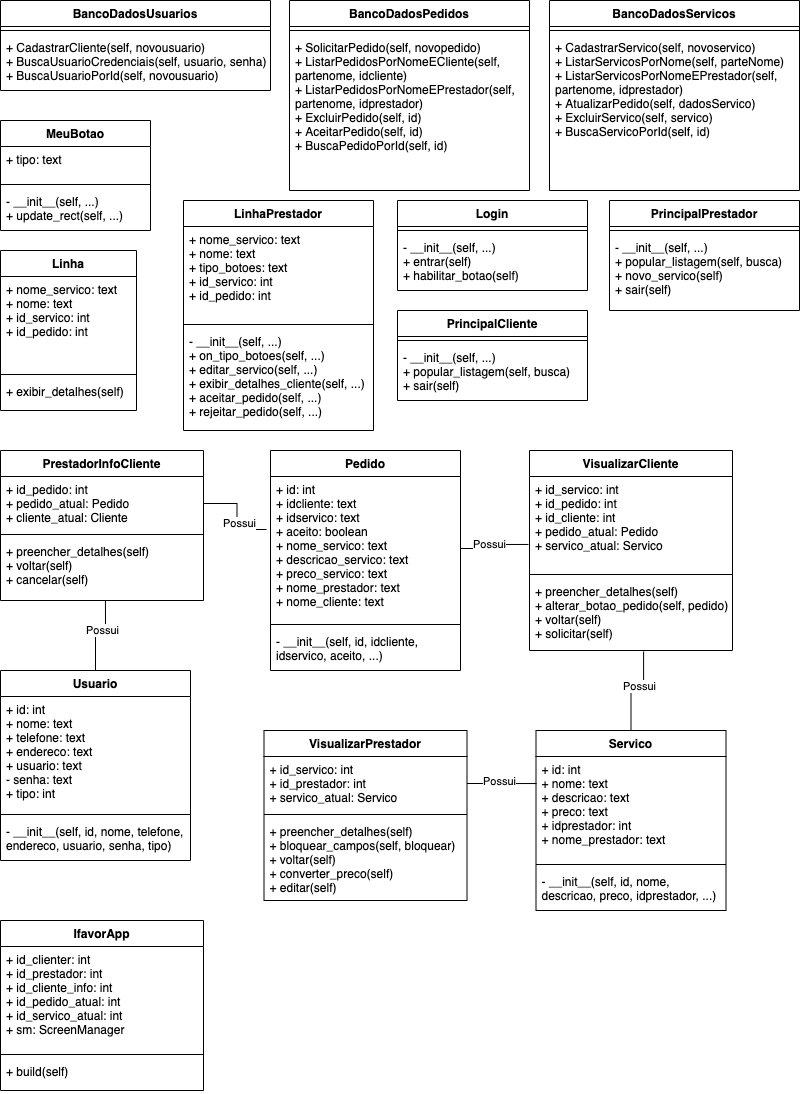 BancoDadosUsuarios
+ CadastrarCliente(self, novousuario)
+ BuscaUsuarioCredenciais(self, usuario, senha)
+ BuscaUsuarioPorId(self, novousuario)
BancoDadosPedidos
+ SolicitarPedido(self, novopedido)
+ ListarPedidosPorNomeECliente(self,
partenome, idcliente)
+ ListarPedidosPorNomeEPrestador(self,
partenome, idprestador)
+ ExcluirPedido(self, id)
+ AceitarPedido(self, id)
+ BuscaPedidoPorId(self, id)
BancoDadosServicos
+ CadastrarServico(self, novoservico)
+ ListarServicosPorNome(self, parteNome)
+ ListarServicosPorNomeEPrestador(self,
partenome, idprestador)
+ AtualizarPedido(self, dadosServico)
+ ExcluirServico(self, servico)
+ BuscaServicoPorId(self, id)
MeuBotao
+ tipo: text
- __init__(self, ...)
+ update_rect(self, ...)
LinhaPrestador
+ nome_servico: text
+ nome: text
+ tipo_botoes: text
+ id_servico: int
+ id_pedido: int
- __init__(self, ...)
+ on_tipo_botoes(self, ...)
+ editar_servico(self, ...)
+ exibir_detalhes_cliente(self, ...)
+ aceitar_pedido(self, ...)
+ rejeitar_pedido(self, ...)
Login
- __init__(self, ...)
+ entrar(self)
+ habilitar_botao(self)
PrincipalPrestador
- __init__(self, ...)
+ popular_listagem(self, busca)
+ novo_servico(self)
+ sair(self)
Linha
+ nome_servico: text
+ nome: text
+ id_servico: int
+ id_pedido: int
+ exibir_detalhes(self)
PrincipalCliente
- __init__(self, ...)
+ popular_listagem(self, busca)
+ sair(self)
PrestadorInfoCliente
+ id_pedido: int
+ pedido_atual: Pedido
+ cliente_atual: Cliente
+ preencher_detalhes(self)
+ voltar(self)
+ cancelar(self)
Possui
Pedido
+ id: int
+ idcliente: text
+ idservico: text
+ aceito: boolean
+ nome_servico: text
+ descricao_servico: text
+ preco_servico: text
+ nome_prestador: text
+ nome_cliente: text
- __init__(self, id, idcliente,
idservico, aceito, ...)
Possui
VisualizarCliente
+ id_servico: int
+ id_pedido: int
+ id_cliente: int
+ pedido_atual: Pedido
+ servico_atual: Servico
+ preencher_detalhes(self)
+ alterar_botao_pedido(self, pedido)
+ voltar(self)
+ solicitar(self)
Possui
Possui
Usuario
+ id: int
+ nome: text
+ telefone: text
+ endereco: text
+ usuario: text
- senha: text
+ tipo: int
- __init__(self, id, nome, telefone,
endereco, usuario, senha, tipo)
VisualizarPrestador
+ id_servico: int
+ id_prestador: int
+ servico_atual: Servico
+ preencher_detalhes(self)
+ bloquear_campos(self, bloquear)
+ voltar(self)
+ converter_preco(self)
+ editar(self)
Possui
Servico
+ id: int
+ nome: text
+ descricao: text
+ preco: text
+ idprestador: int
+ nome_prestador: text
- __init__(self, id, nome,
descricao, preco, idprestador, ...)
IfavorApp
+ id_clienter: int
+ id_prestador: int
+ id_cliente_info: int
+ id_pedido_atual: int
+ id_servico_atual: int
+ sm: ScreenManager
+ build(self)